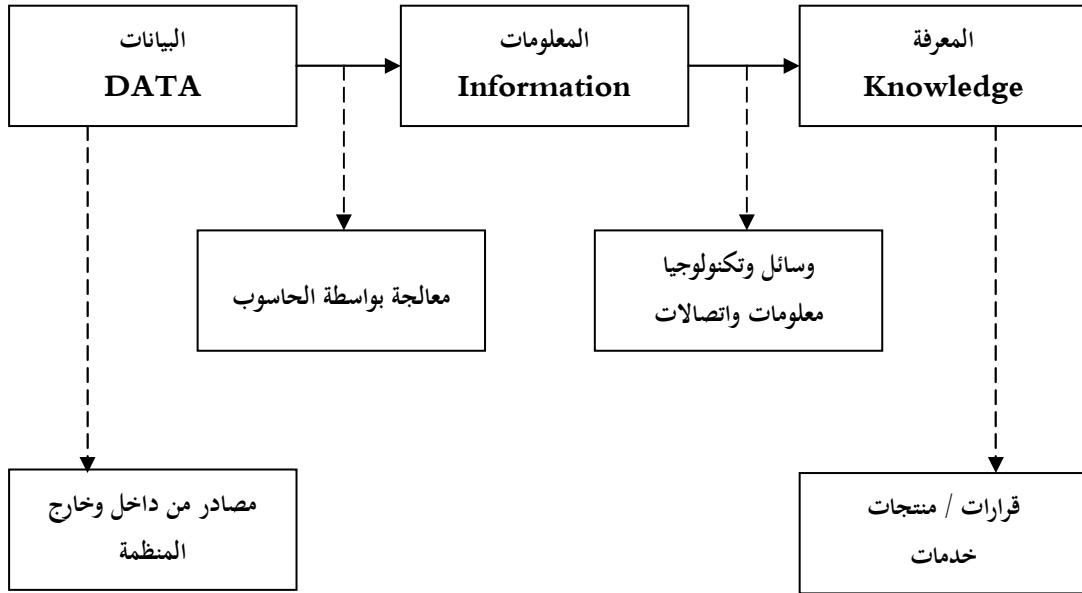 البيانات
DATA
المعلومات
Information
المعرفة
Knowledge
معالجة بواسطة الحاسوب
وسائل وتكنولوجيا
معلومات واتصالات
مصادر من داخل وخارج
المنظمة
قرارات / منتجات
خدمات